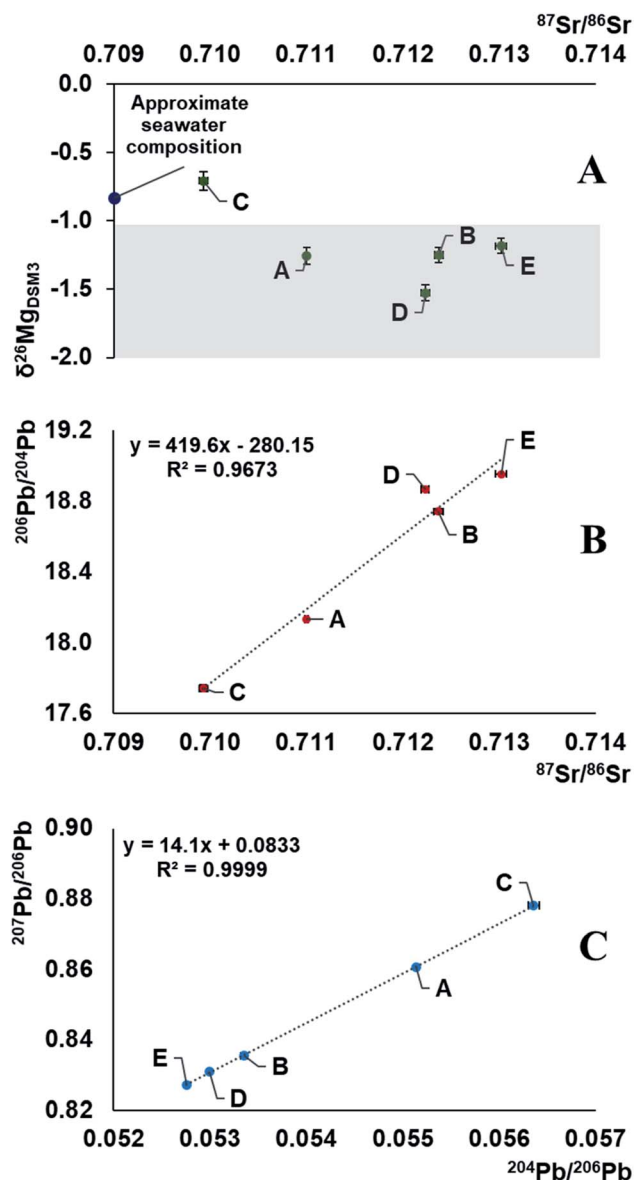 ⁸⁷Sr/⁸⁶Sr
0.709 0.710 0.711 0.712 0.713 0.714
0.0
Approximate
seawater
composition
A
-0.5
C
-1.0
B
A
E
-1.5
D
-2.0
δ²⁶Mg_DSM3
19.2
y = 419.6x - 280.15
R² = 0.9673
E
D
18.8
B
B
18.4
²⁰⁶Pb/²⁰⁴Pb
18.0
A
C
17.6
0.709 0.710 0.711 0.712 0.713 0.714
⁸⁷Sr/⁸⁶Sr
0.90
y = 14.1x + 0.0833
R² = 0.9999
C
0.88
C
²⁰⁷Pb/²⁰⁶Pb
0.86
A
0.84
E
B
D
0.82
0.052 0.053 0.054 0.055 0.056 0.057
²⁰⁴Pb/²⁰⁶Pb